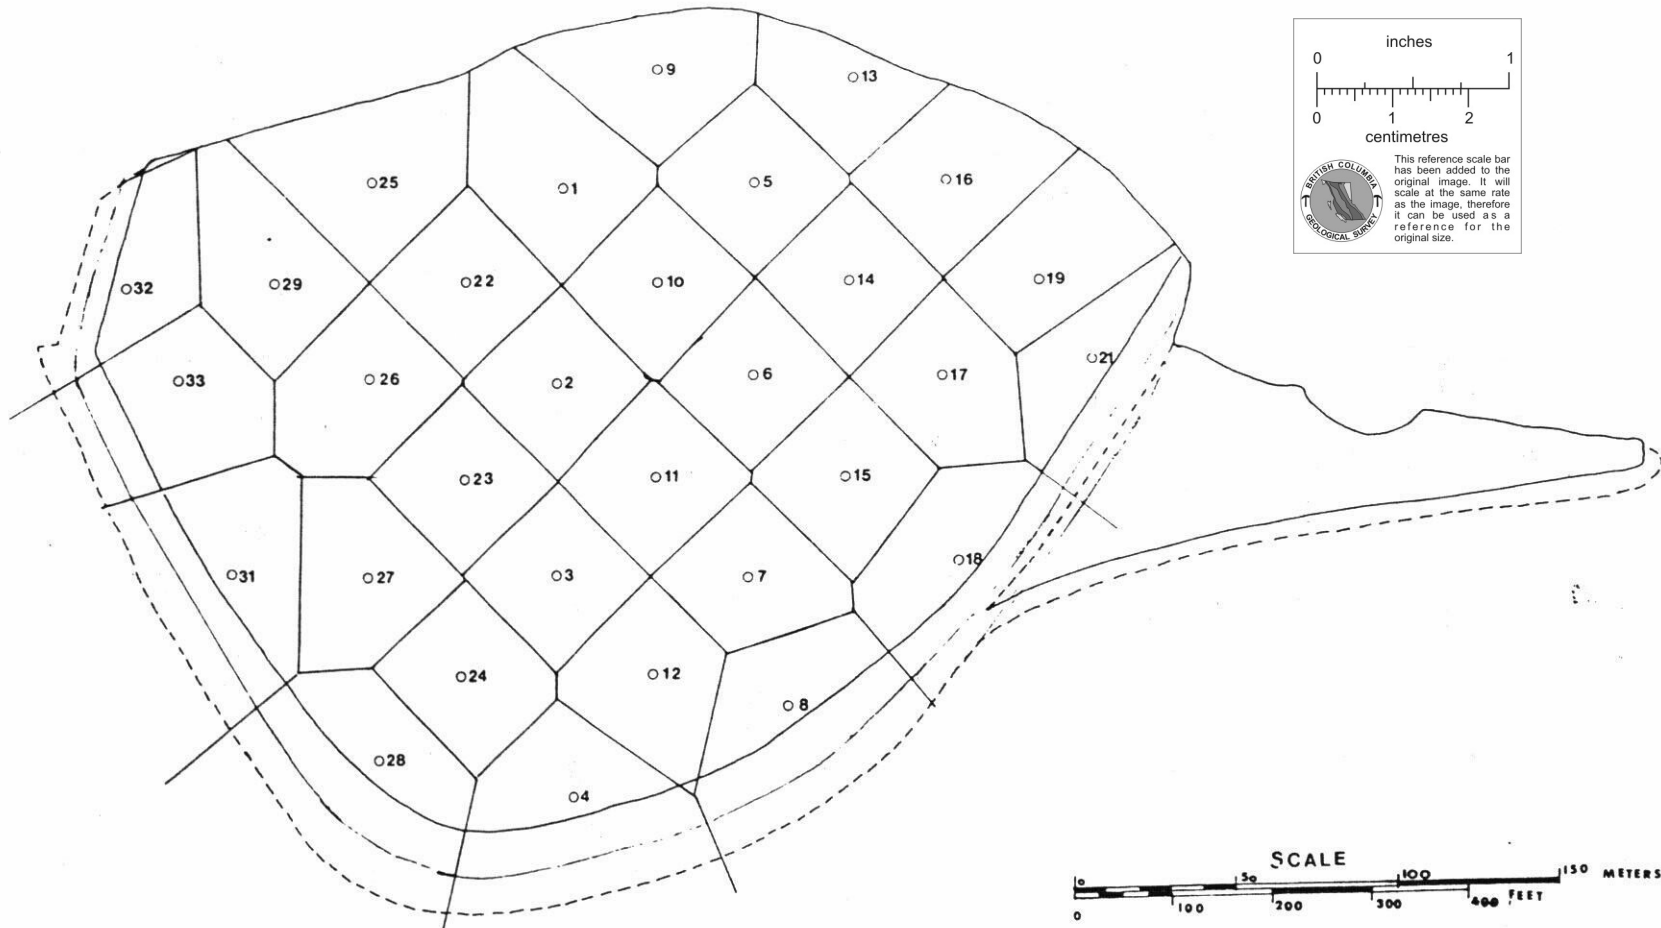 inches
0 1
0 1 2
centimetres
BRITISH COLUMBIA
GEOLOGICAL SURVEY
This reference scale bar
has been added to the
original image. It will
scale at the same rate
as the image, therefore
it can be used as a
reference for the
original size.
9
13
25
1
5
16
32
29
22
10
14
19
33
26
2
6
17
21
23
11
15
31
27
3
7
18
24
12
28
8
4
SCALE
0 50 100 150 METERS
0 100 200 300 400 FEET